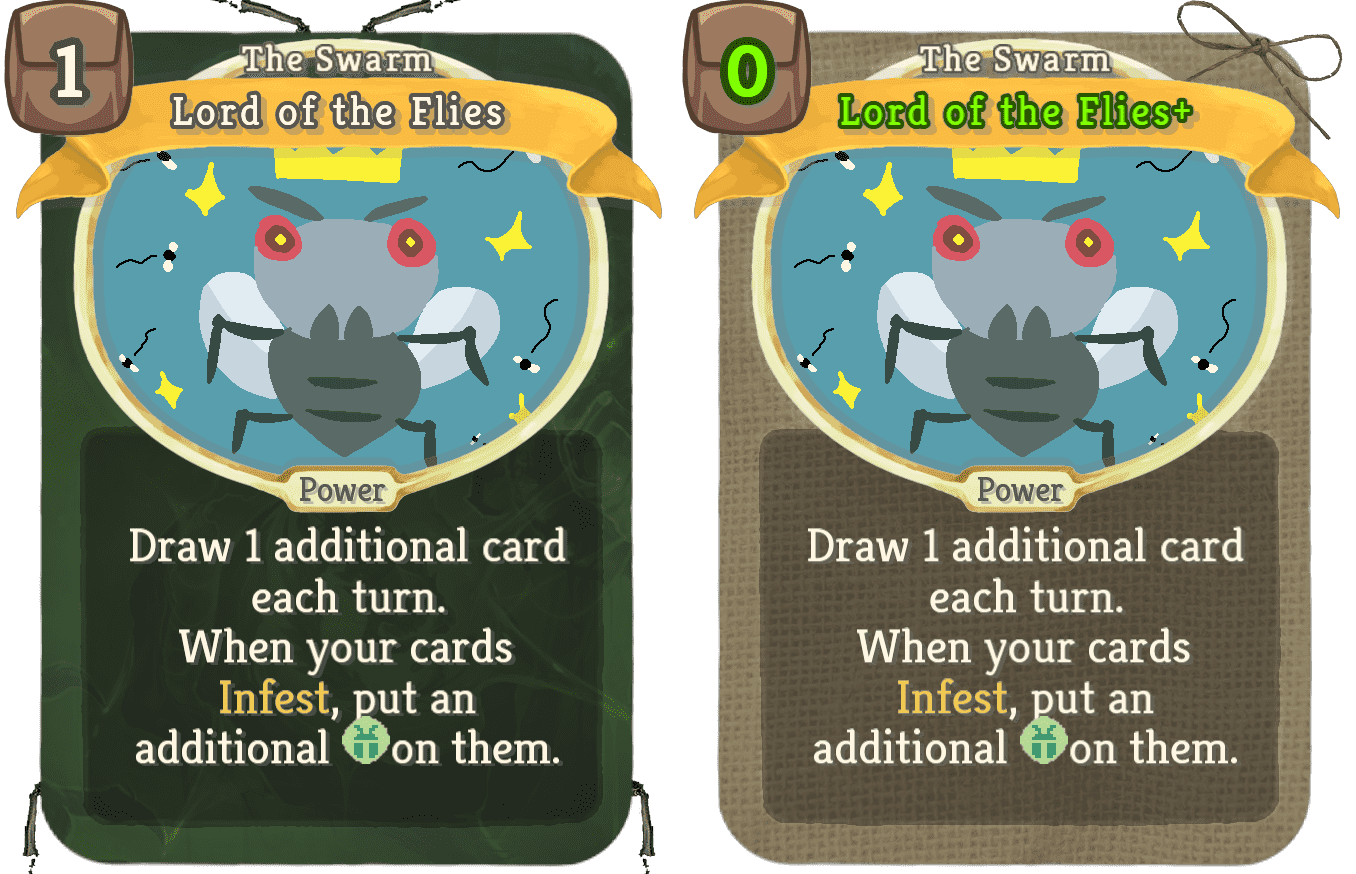 1
The Swarm
Lord of the Flies
Power
Draw 1 additional card
each turn.
When your cards
Infest, put an
additional on them.
0
The Swarm
Lord of the Flies+
Power
Draw 1 additional card
each turn.
When your cards
Infest, put an
additional on them.